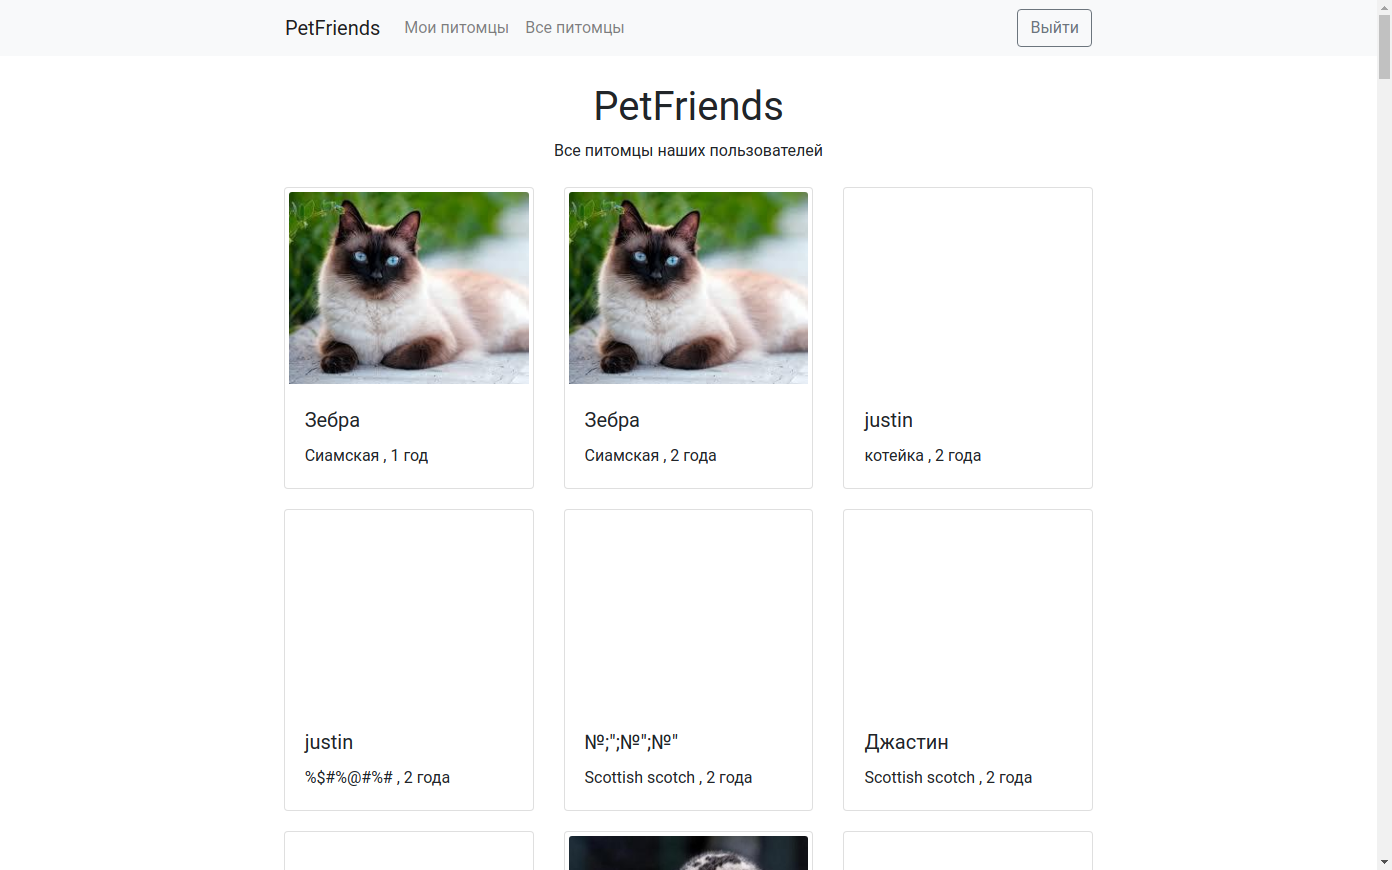 PetFriends Мои питомцы Все питомцы Выйти
PetFriends
Все питомцы наших пользователей
Зебра
Сиамская , 1 год
Зебра
Сиамская , 2 года
justin
котейка , 2 года
justin
%$#%@#%# , 2 года
№;";№";№"
Scottish scotch , 2 года
Джастин
Scottish scotch , 2 года